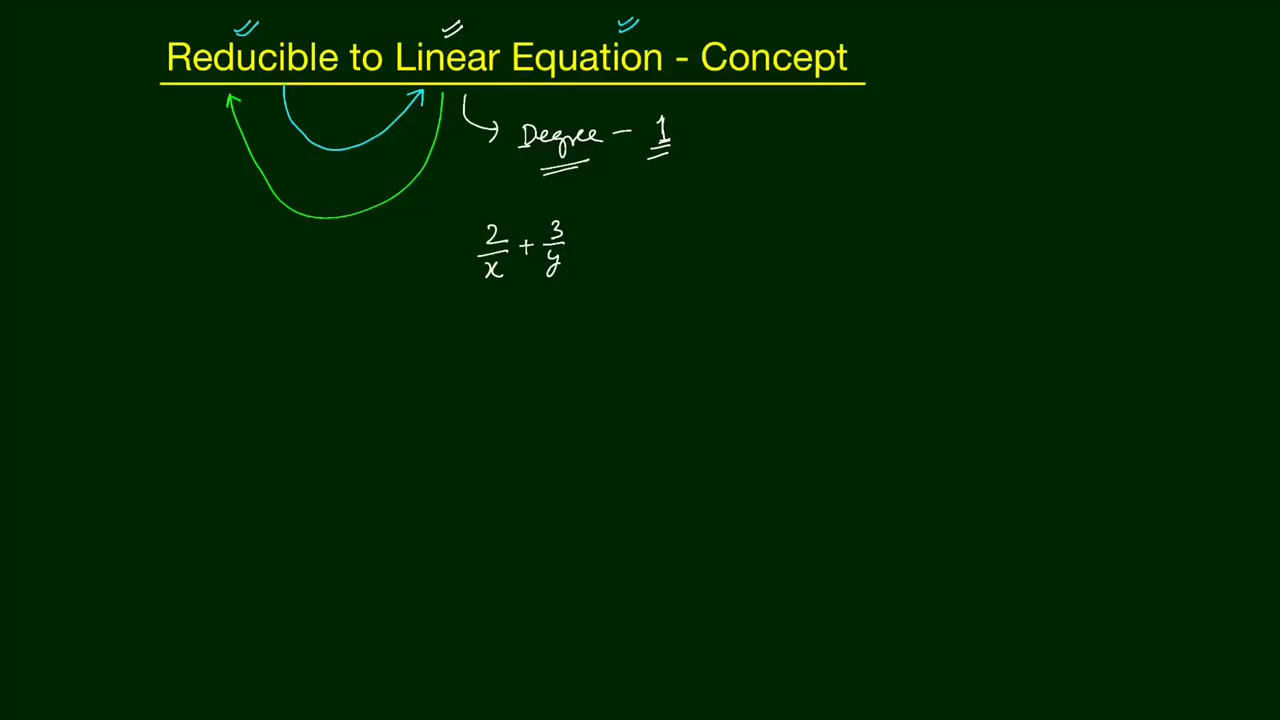 Reducible to Linear Equation - Concept
Degree - 1
2/x + 3/y